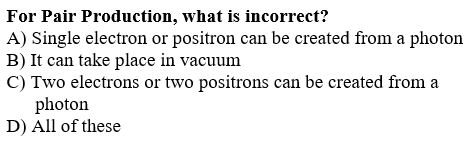 For Pair Production, what is incorrect?
A) Single electron or positron can be created from a photon
B) It can take place in vacuum
C) Two electrons or two positrons can be created from a
photon
D) All of these